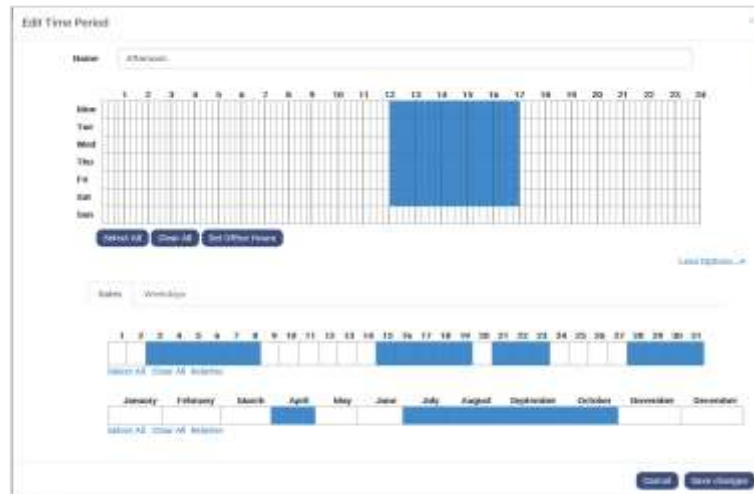 Edit Time Period
Name Afternoon
1 2 3 4 5 6 7 8 9 10 11 12 13 14 15 16 17 18 19 20 21 22 23 24
Mon
Tue
Wed
Thu
Fri
Sat
Sun
Select All Clear All Set Office Hours
Less Options
Dates Weekdays
1 2 3 4 5 6 7 8 9 10 11 12 13 14 15 16 17 18 19 20 21 22 23 24 25 26 27 28 29 30 31
Select All Clear All Relative
January February March April May June July August September October November December
Select All Clear All Relative
Cancel Save changes